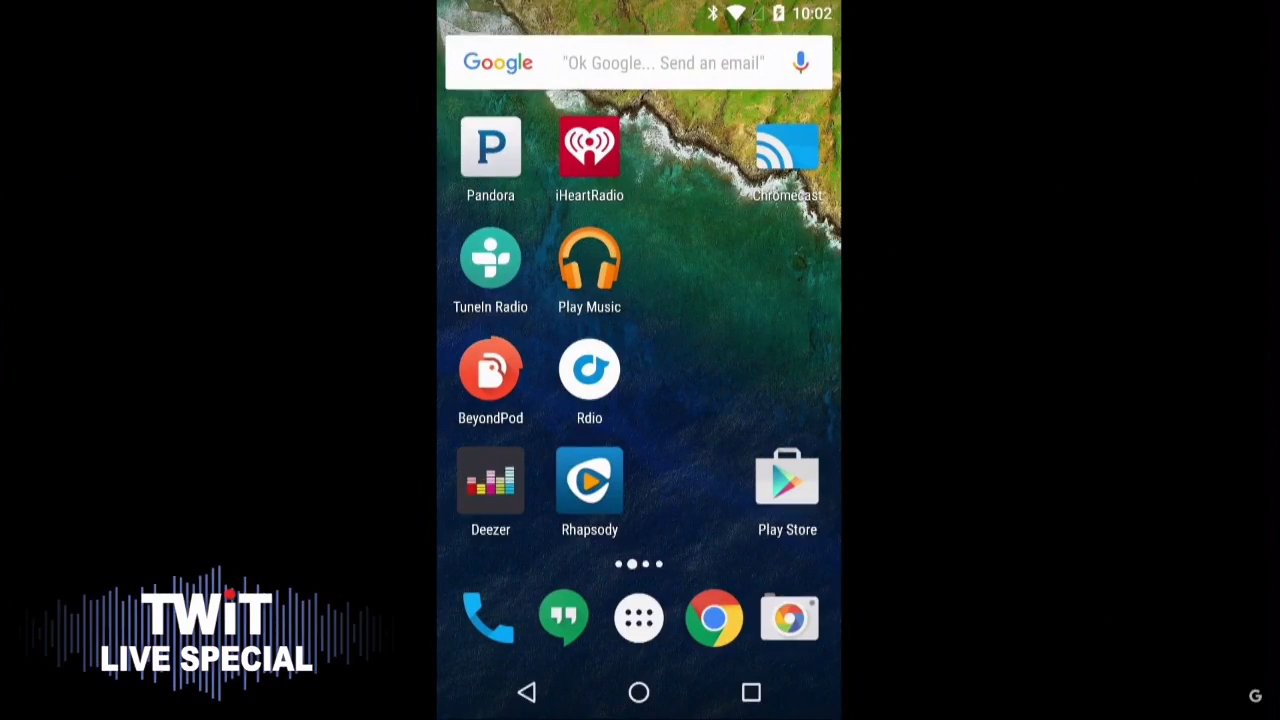 10:02
Google "Ok Google... Send an email"
P
Pandora iHeartRadio Chromecast
TuneIn Radio Play Music
B
BeyondPod Rdio
Deezer Rhapsody Play Store
TWiT
LIVE SPECIAL
G